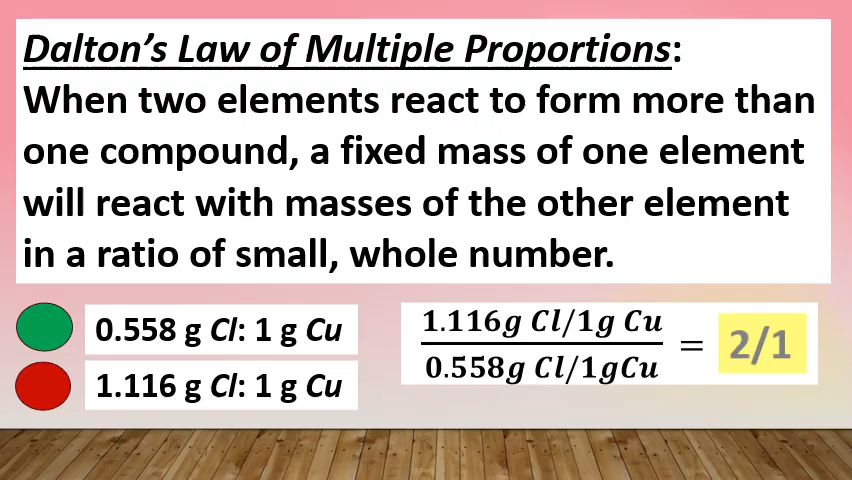 Dalton's Law of Multiple Proportions:
When two elements react to form more than
one compound, a fixed mass of one element
will react with masses of the other element
in a ratio of small, whole number.
0.558 g Cl: 1 g Cu
1.116 g Cl: 1 g Cu
1.116g Cl/1g Cu
0.558g Cl/1gCu
= 2/1